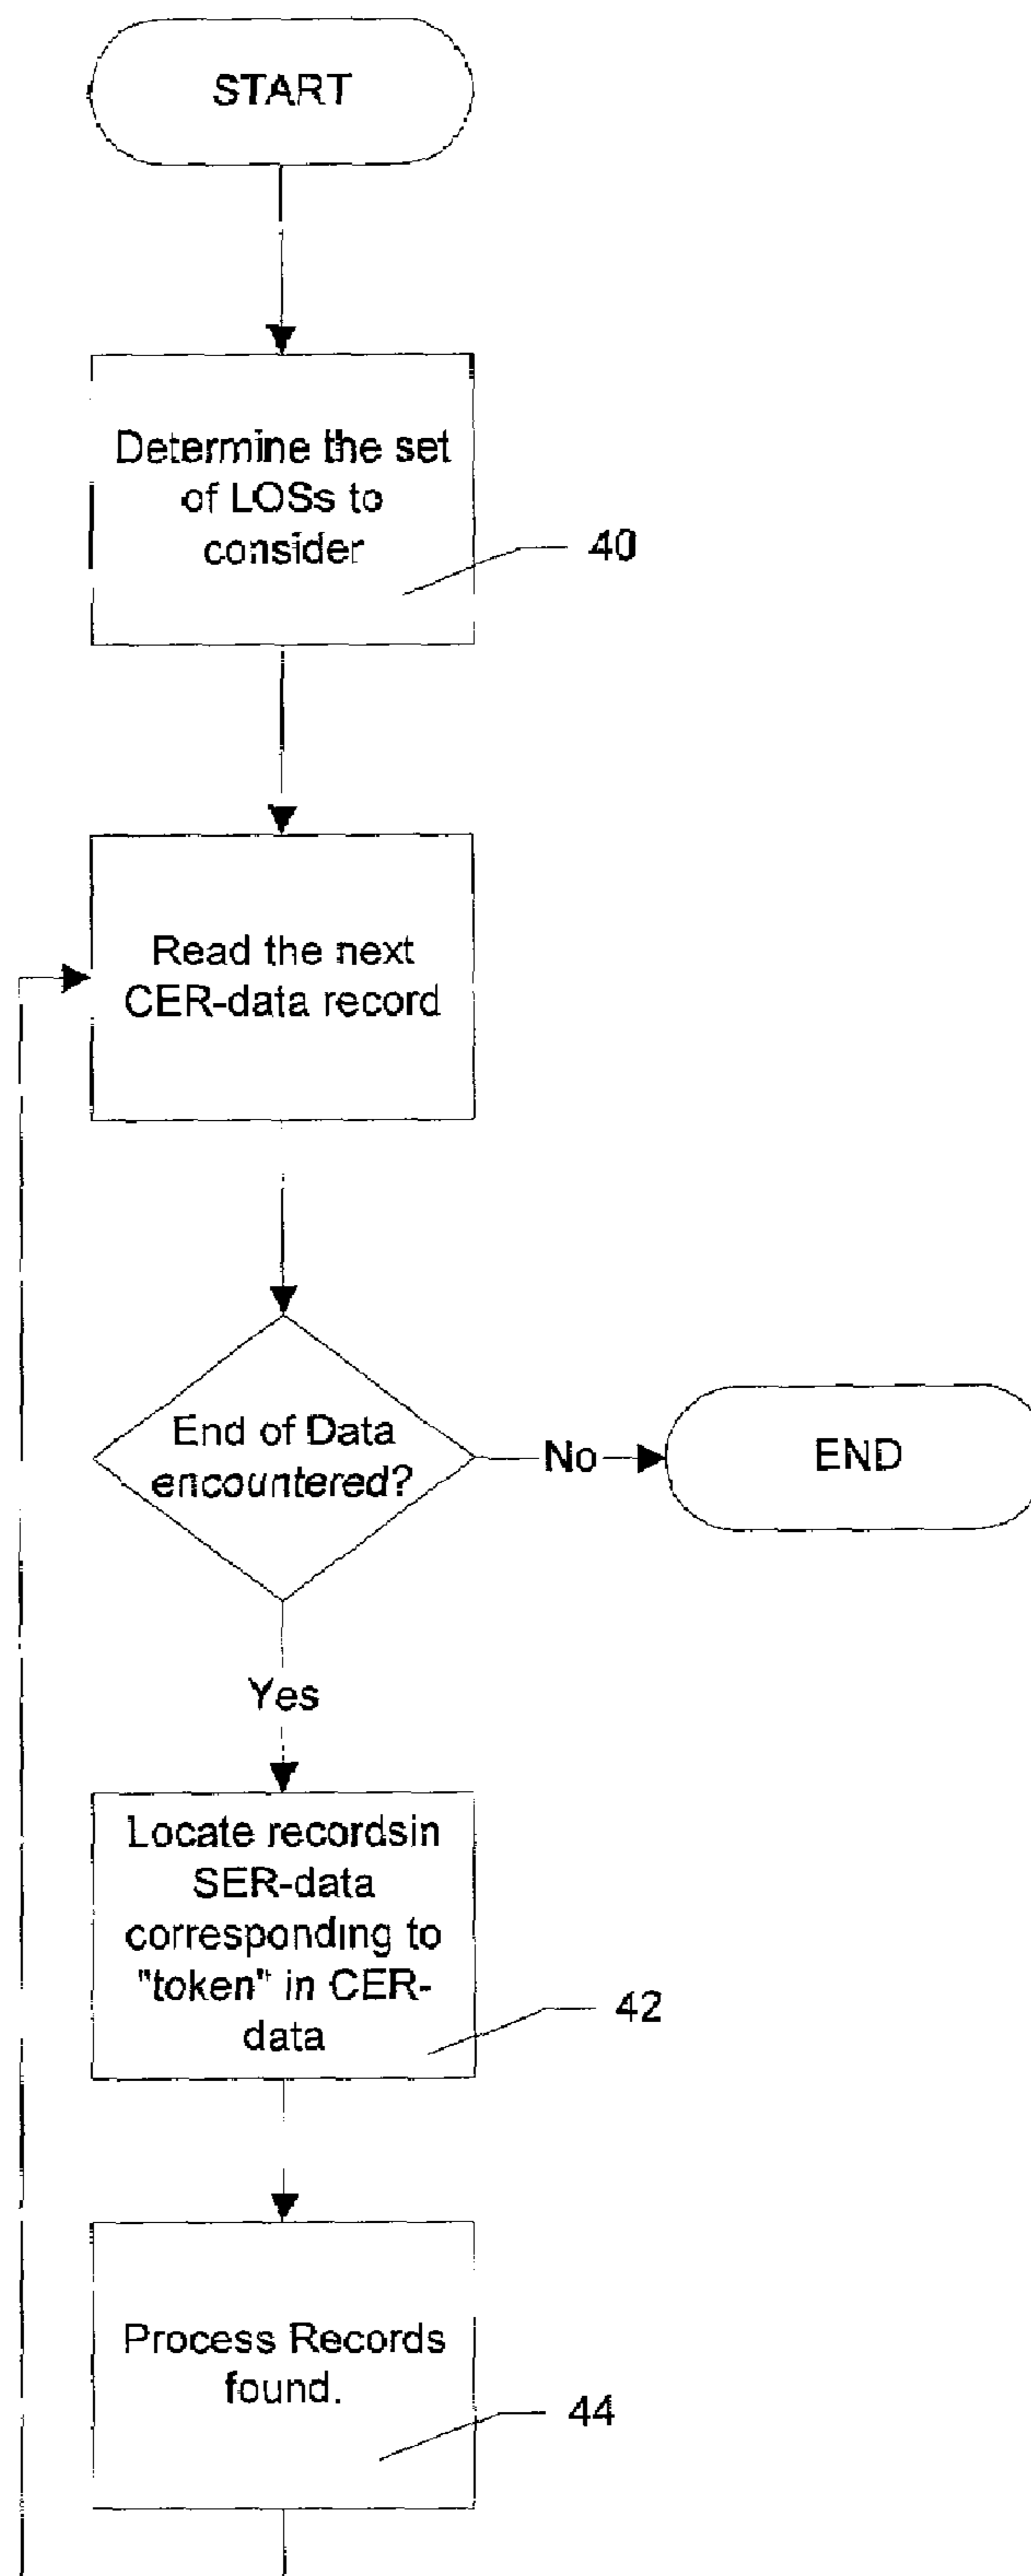 START
Determine the set
of LOSs to
consider
40
Read the next
CER-data record
End of Data
encountered?
No
END
Yes
Locate recordsin
SER-data
corresponding to
"token" in CER-
data
42
Process Records
found.
44